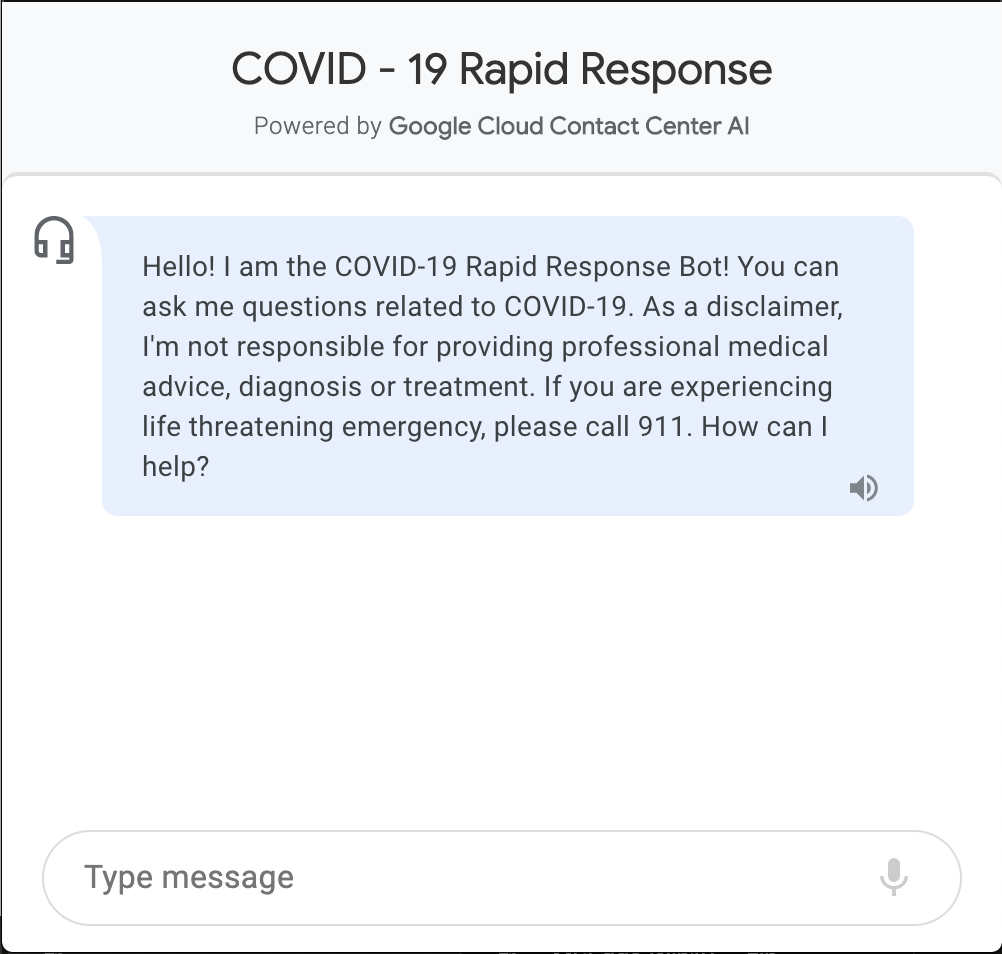 COVID - 19 Rapid Response
Powered by Google Cloud Contact Center AI
Hello! I am the COVID-19 Rapid Response Bot! You can
ask me questions related to COVID-19. As a disclaimer,
I'm not responsible for providing professional medical
advice, diagnosis or treatment. If you are experiencing
life threatening emergency, please call 911. How can I
help?
Type message